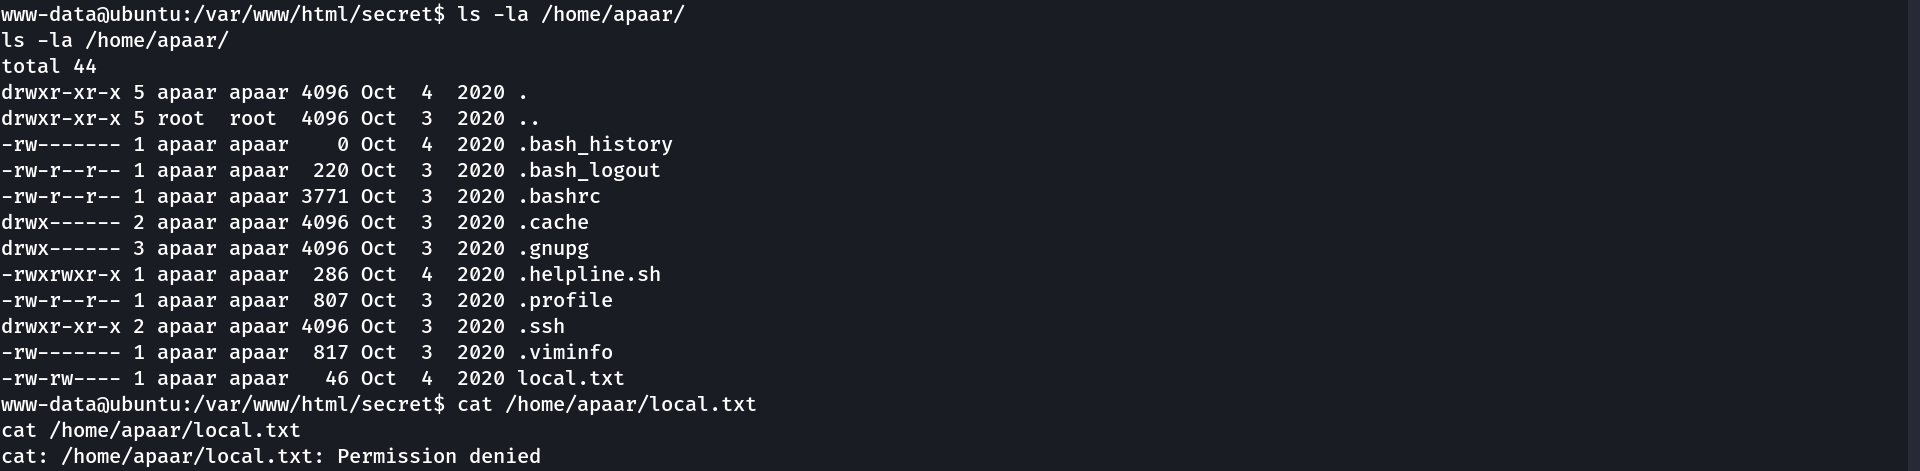 www-data@ubuntu:/var/www/html/secret$ ls -la /home/apaar/
ls -la /home/apaar/
total 44
drwxr-xr-x 5 apaar apaar 4096 Oct  4  2020 .
drwxr-xr-x 5 root  root  4096 Oct  3  2020 ..
-rw------- 1 apaar apaar    0 Oct  4  2020 .bash_history
-rw-r--r-- 1 apaar apaar  220 Oct  3  2020 .bash_logout
-rw-r--r-- 1 apaar apaar 3771 Oct  3  2020 .bashrc
drwx------ 2 apaar apaar 4096 Oct  3  2020 .cache
drwx------ 3 apaar apaar 4096 Oct  3  2020 .gnupg
-rwxrwxr-x 1 apaar apaar  286 Oct  4  2020 .helpline.sh
-rw-r--r-- 1 apaar apaar  807 Oct  3  2020 .profile
drwxr-xr-x 2 apaar apaar 4096 Oct  3  2020 .ssh
-rw------- 1 apaar apaar  817 Oct  3  2020 .viminfo
-rw-rw---- 1 apaar apaar   46 Oct  4  2020 local.txt
www-data@ubuntu:/var/www/html/secret$ cat /home/apaar/local.txt
cat /home/apaar/local.txt
cat: /home/apaar/local.txt: Permission denied